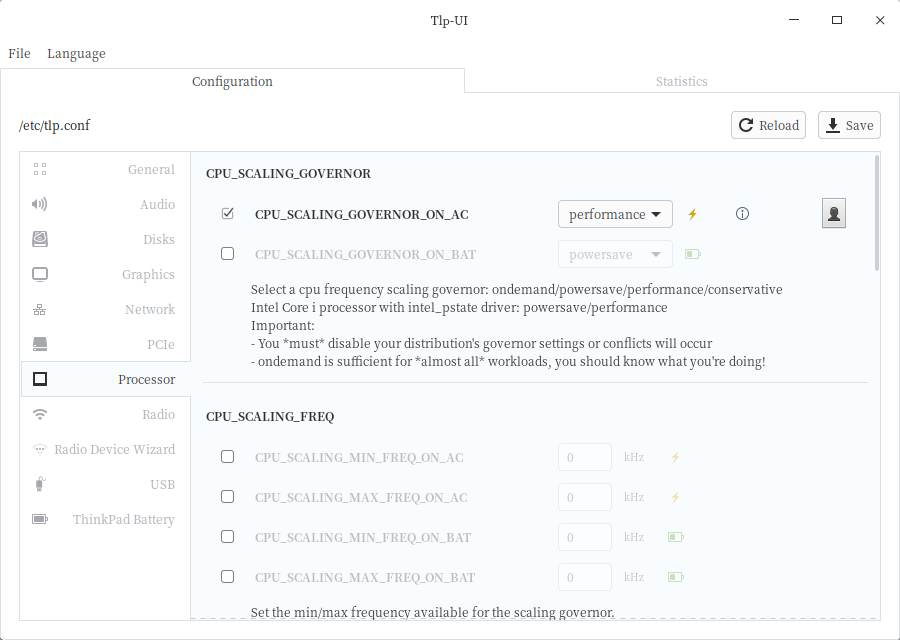 Tlp-UI
File Language
Configuration Statistics
/etc/tlp.conf Reload Save
General
Audio
Disks
Graphics
Network
PCIe
Processor
Radio
Radio Device Wizard
USB
ThinkPad Battery
CPU_SCALING_GOVERNOR
CPU_SCALING_GOVERNOR_ON_AC performance
CPU_SCALING_GOVERNOR_ON_BAT powersave
Select a cpu frequency scaling governor: ondemand/powersave/performance/conservative
Intel Core i processor with intel_pstate driver: powersave/performance
Important:
- You *must* disable your distribution's governor settings or conflicts will occur
- ondemand is sufficient for *almost all* workloads, you should know what you're doing!
CPU_SCALING_FREQ
CPU_SCALING_MIN_FREQ_ON_AC 0 kHz
CPU_SCALING_MAX_FREQ_ON_AC 0 kHz
CPU_SCALING_MIN_FREQ_ON_BAT 0 kHz
CPU_SCALING_MAX_FREQ_ON_BAT 0 kHz
Set the min/max frequency available for the scaling governor.